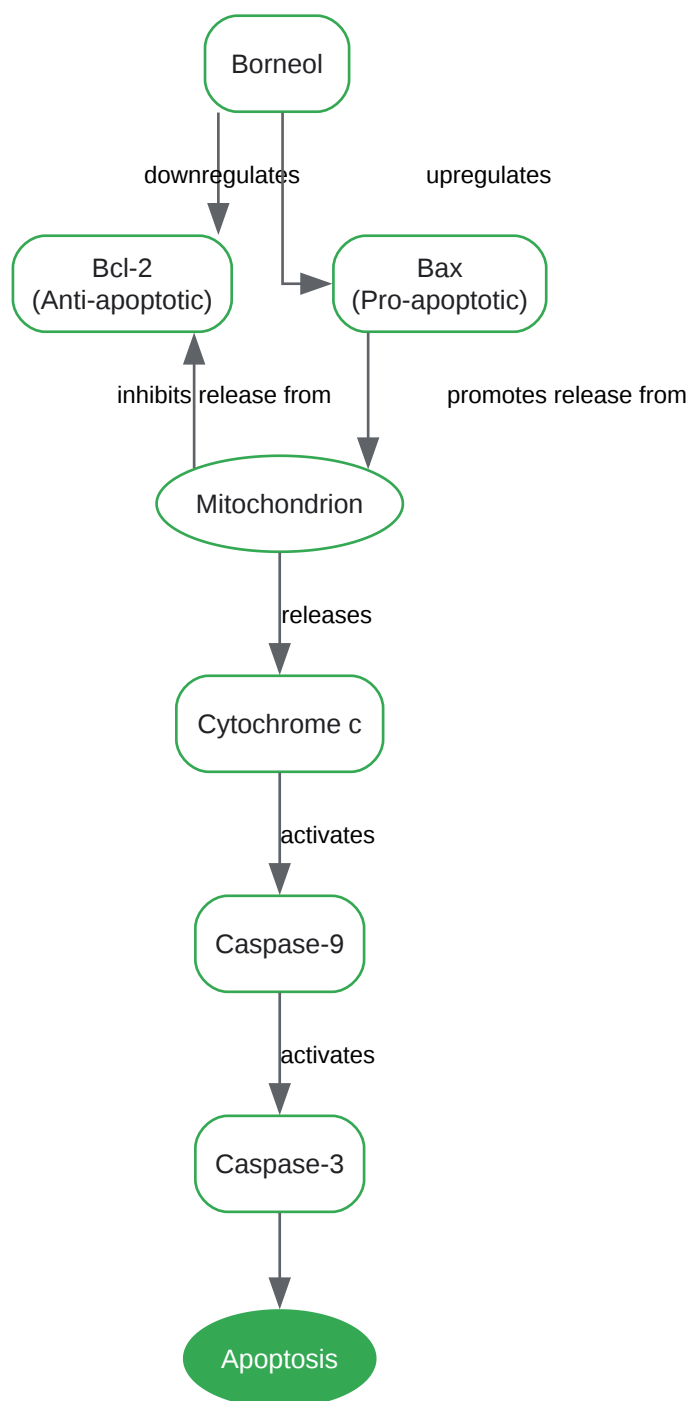 Borneol
downregulates
upregulates
Bcl-2
(Anti-apoptotic)
Bax
(Pro-apoptotic)
inhibits release from
promotes release from
Mitochondrion
releases
Cytochrome c
activates
Caspase-9
activates
Caspase-3
Apoptosis